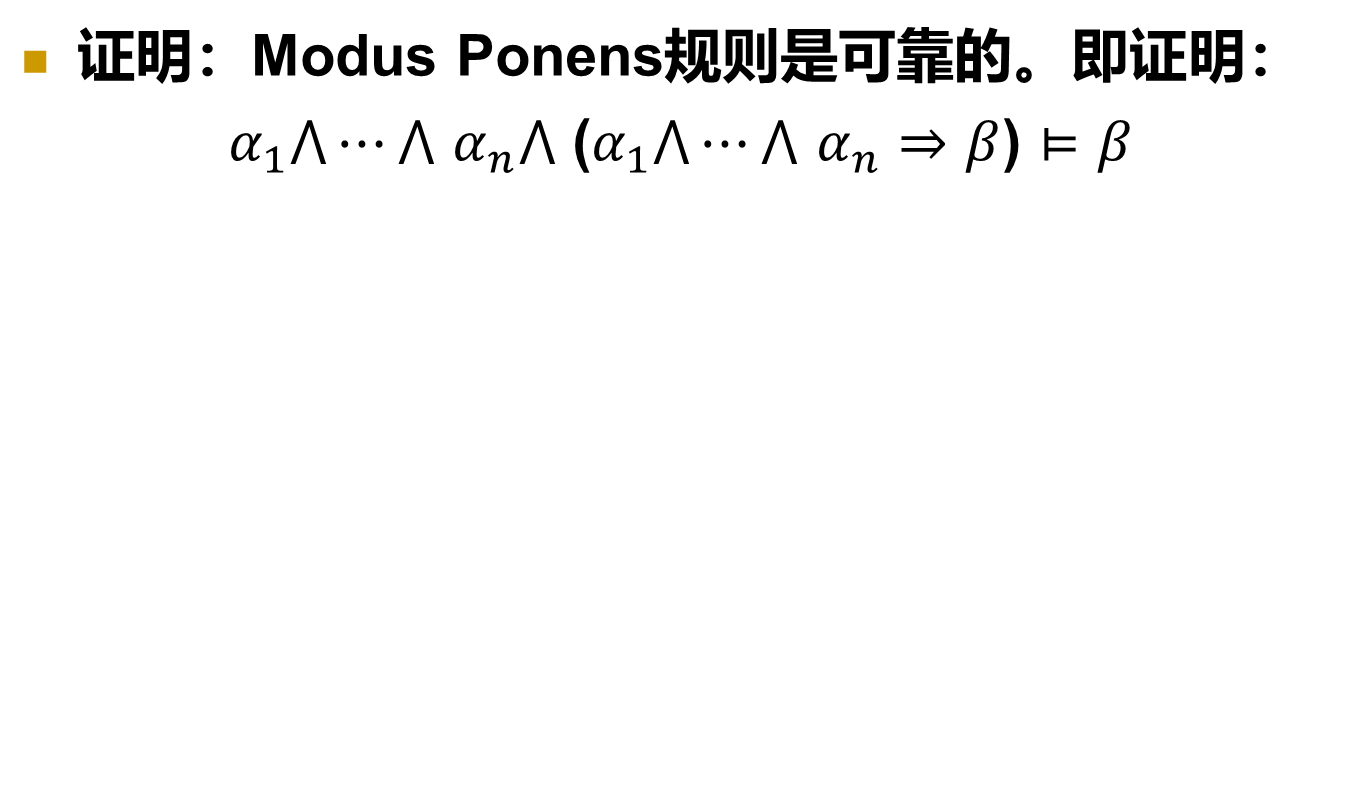 证明：Modus Ponens规则是可靠的。即证明：
𝛼₁⋀⋯⋀ 𝛼ₙ⋀ (𝛼₁⋀⋯⋀ 𝛼ₙ ⇒ 𝛽) ⊨ 𝛽